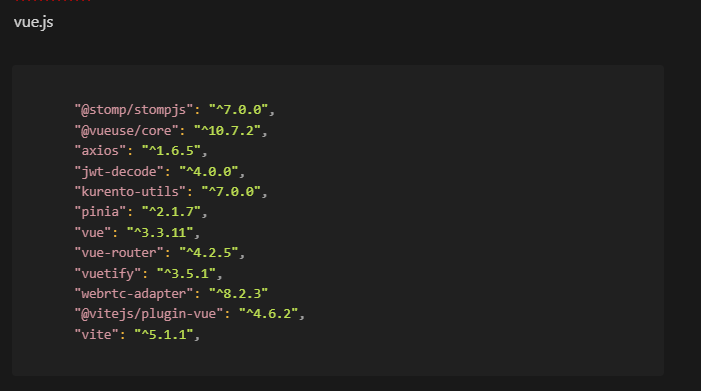 vue.js
"@stomp/stompjs": "^7.0.0",
"@vueuse/core": "^10.7.2",
"axios": "^1.6.5",
"jwt-decode": "^4.0.0",
"kurento-utils": "^7.0.0",
"pinia": "^2.1.7",
"vue": "^3.3.11",
"vue-router": "^4.2.5",
"vuetify": "^3.5.1",
"webrtc-adapter": "^8.2.3"
"@vitejs/plugin-vue": "^4.6.2",
"vite": "^5.1.1",